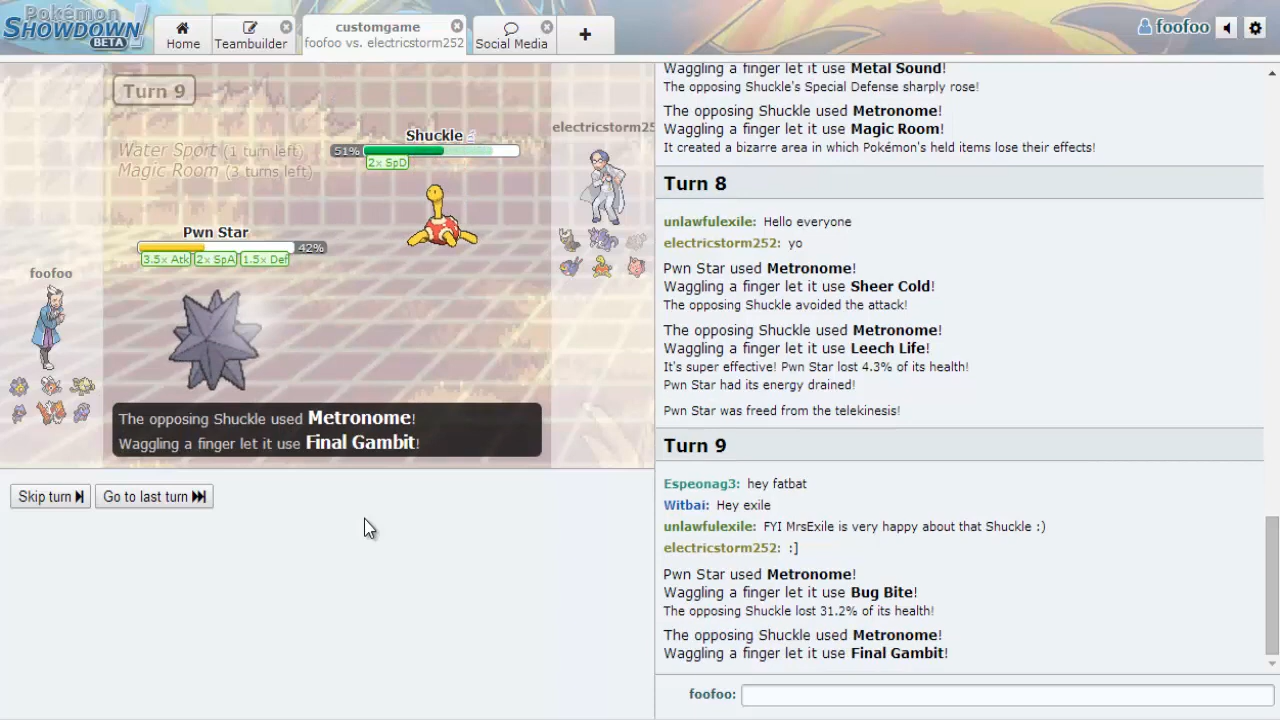 Pokémon
Showdown!
BETA
Home
Teambuilder
customgame
foofoo vs. electricstorm252
Social Media
+
foofoo
Turn 9
Water Sport (1 turn left)
Magic Room (3 turns left)
Shuckle
51%
2x SpD
electricstorm25
Pwn Star
42%
3.5x Atk 2x SpA 1.5x Def
foofoo
The opposing Shuckle used Metronome!
Waggling a finger let it use Final Gambit!
Skip turn Go to last turn
Waggling a finger let it use Metal Sound!
The opposing Shuckle's Special Defense sharply rose!
The opposing Shuckle used Metronome!
Waggling a finger let it use Magic Room!
It created a bizarre area in which Pokémon's held items lose their effects!
Turn 8
unlawfulexile: Hello everyone
electricstorm252: yo
Pwn Star used Metronome!
Waggling a finger let it use Sheer Cold!
The opposing Shuckle avoided the attack!
The opposing Shuckle used Metronome!
Waggling a finger let it use Leech Life!
It's super effective! Pwn Star lost 4.3% of its health!
Pwn Star had its energy drained!
Pwn Star was freed from the telekinesis!
Turn 9
Espeonag3: hey fatbat
Witbai: Hey exile
unlawfulexile: FYI MrsExile is very happy about that Shuckle :)
electricstorm252: :]
Pwn Star used Metronome!
Waggling a finger let it use Bug Bite!
The opposing Shuckle lost 31.2% of its health!
The opposing Shuckle used Metronome!
Waggling a finger let it use Final Gambit!
foofoo: